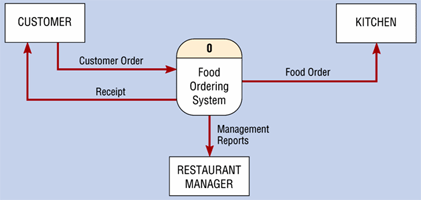 CUSTOMER
KITCHEN
0
Customer Order
Food
Ordering
System
Food Order
Receipt
Management
Reports
RESTAURANT
MANAGER